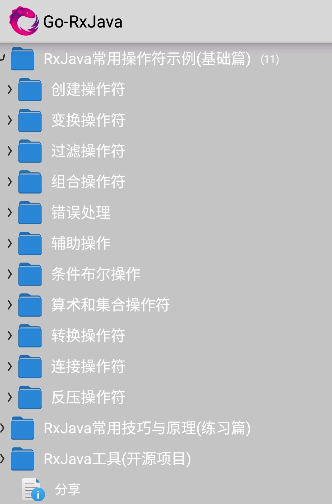 Go-RxJava
RxJava常用操作符示例(基础篇) (11)
创建操作符
变换操作符
过滤操作符
组合操作符
错误处理
辅助操作
条件布尔操作
算术和集合操作符
转换操作符
连接操作符
反压操作符
RxJava常用技巧与原理(练习篇)
RxJava工具(开源项目)
分享